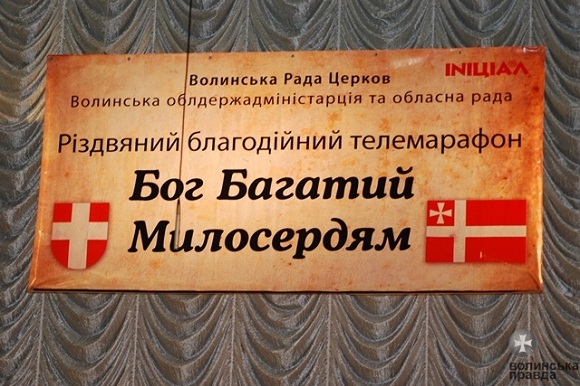 Волинська Рада Церков
ІНІЦІАЛ
Волинська облдержадміністарція та обласна рада
Різдвяний благодійний телемарафон
Бог Багатий
Милосердям
волинська
правда